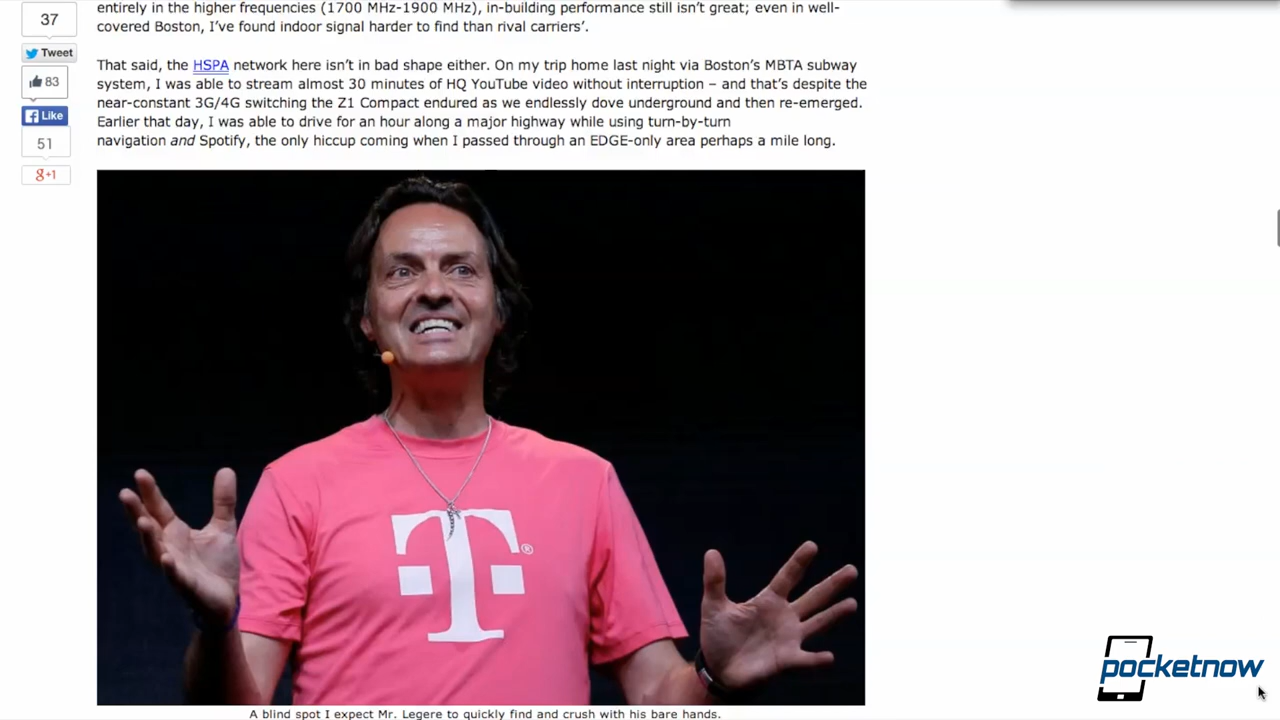 entirely in the higher frequencies (1700 MHz-1900 MHz), in-building performance still isn't great; even in well-
covered Boston, I've found indoor signal harder to find than rival carriers'.
37
Tweet
83
Like
51
g+1
That said, the HSPA network here isn't in bad shape either. On my trip home last night via Boston's MBTA subway
system, I was able to stream almost 30 minutes of HQ YouTube video without interruption – and that's despite the
near-constant 3G/4G switching the Z1 Compact endured as we endlessly dove underground and then re-emerged.
Earlier that day, I was able to drive for an hour along a major highway while using turn-by-turn
navigation and Spotify, the only hiccup coming when I passed through an EDGE-only area perhaps a mile long.
T®
A blind spot I expect Mr. Legere to quickly find and crush with his bare hands.
pocketnow